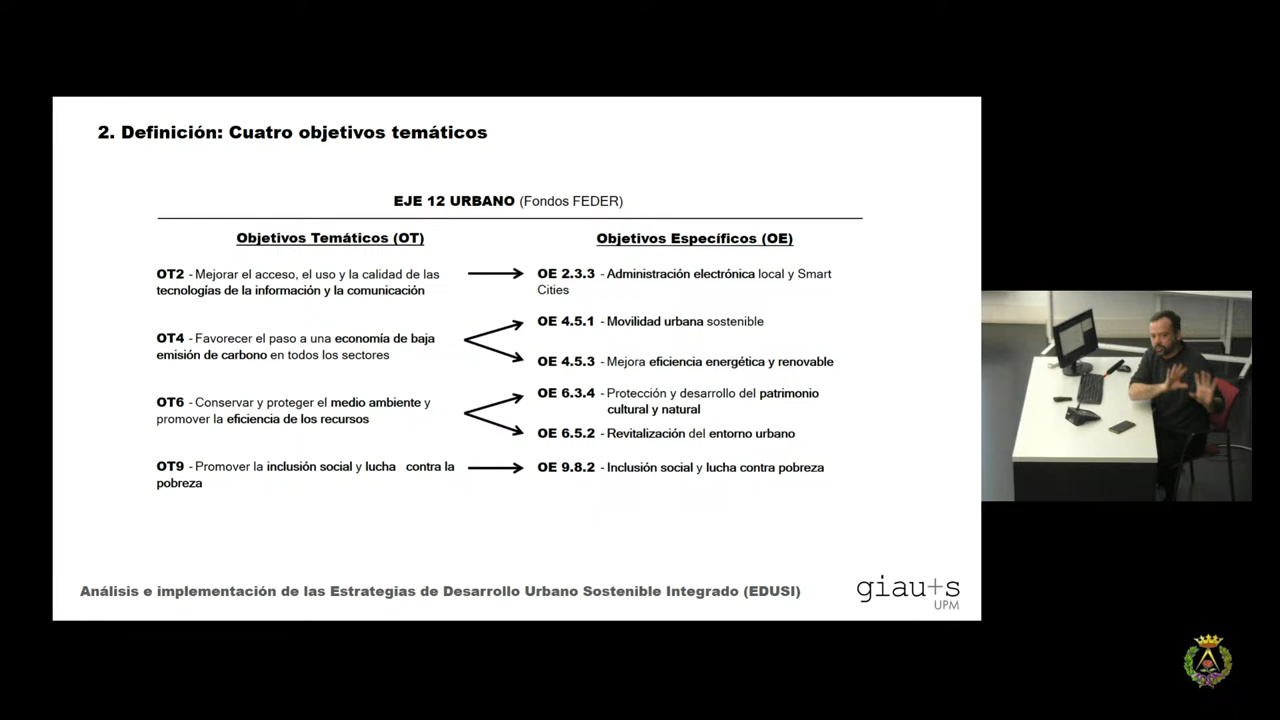 2. Definición: Cuatro objetivos temáticos
EJE 12 URBANO (Fondos FEDER)
Objetivos Temáticos (OT)
OT2 - Mejorar el acceso, el uso y la calidad de las
tecnologías de la información y la comunicación
OT4 - Favorecer el paso a una economía de baja
emisión de carbono en todos los sectores
OT6 - Conservar y proteger el medio ambiente y
promover la eficiencia de los recursos
OT9 - Promover la inclusión social y lucha contra la
pobreza
Objetivos Específicos (OE)
OE 2.3.3 - Administración electrónica local y Smart
Cities
OE 4.5.1 - Movilidad urbana sostenible
OE 4.5.3 - Mejora eficiencia energética y renovable
OE 6.3.4 - Protección y desarrollo del patrimonio
cultural y natural
OE 6.5.2 - Revitalización del entorno urbano
OE 9.8.2 - Inclusión social y lucha contra pobreza
Análisis e implementación de las Estrategias de Desarrollo Urbano Sostenible Integrado (EDUSI)
giau+s
UPM